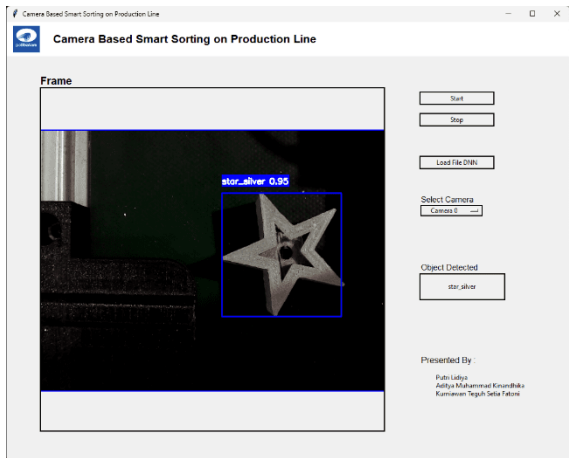 Camera Based Smart Sorting on Production Line
Camera Based Smart Sorting on Production Line
Frame
Start
Stop
star_silver 0.95
Load File DNN
Select Camera
Camera 0
Object Detected
star_silver
Presented By :
Putri Lidiya
Aditya Muhammad Kinandhika
Kurniawan Teguh Setia Fatoni